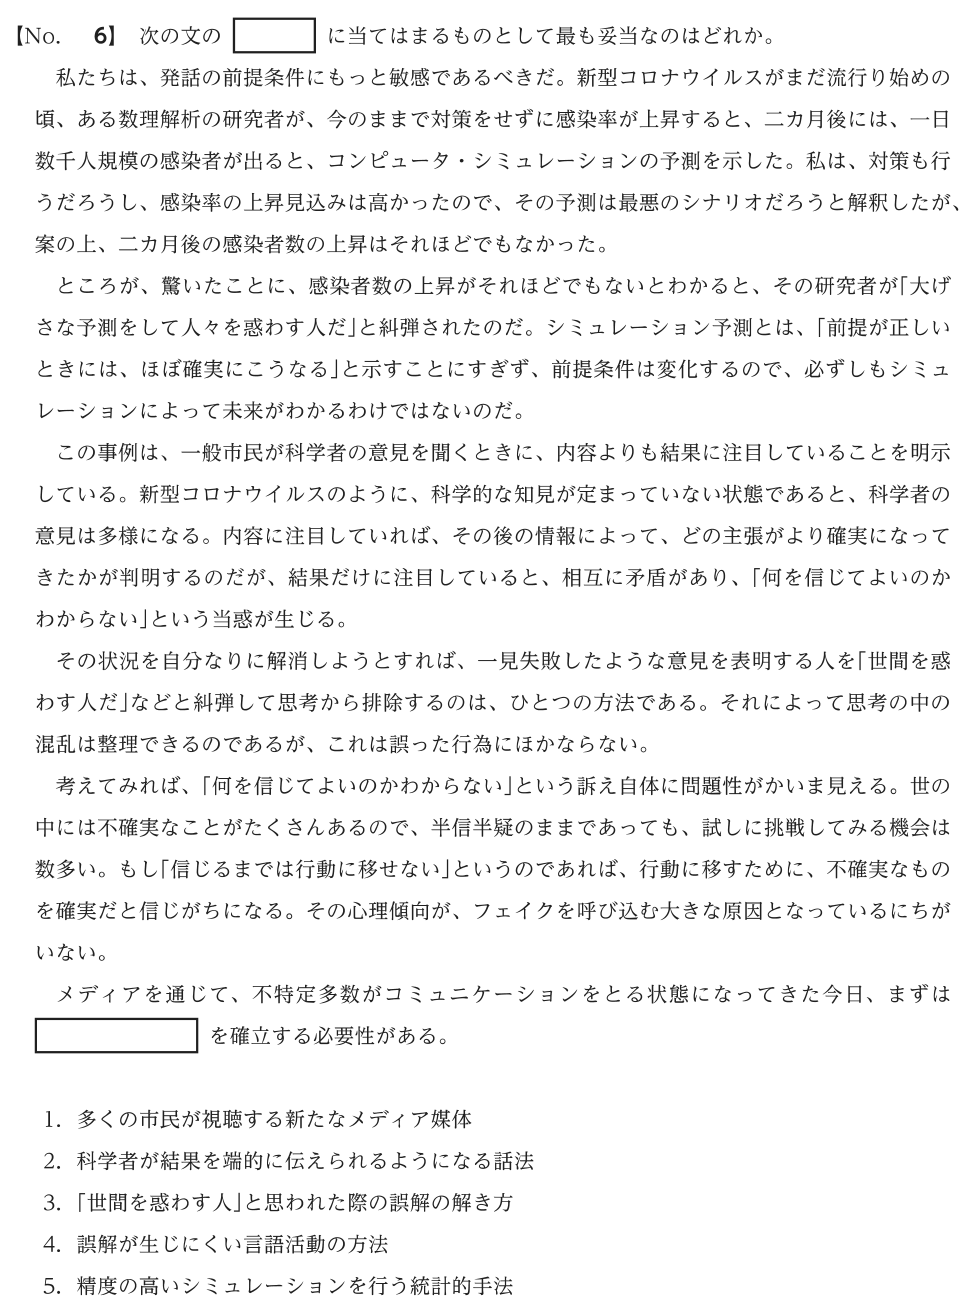 【No. 6】 次の文の　　　　に当てはまるものとして最も妥当なのはどれか。
私たちは、発話の前提条件にもっと敏感であるべきだ。新型コロナウイルスがまだ流行り始めの
頃、ある数理解析の研究者が、今のままで対策をせずに感染率が上昇すると、二カ月後には、一日
数千人規模の感染者が出ると、コンピュータ・シミュレーションの予測を示した。私は、対策も行
うだろうし、感染率の上昇見込みは高かったので、その予測は最悪のシナリオだろうと解釈したが、
案の上、二カ月後の感染者数の上昇はそれほどでもなかった。
ところが、驚いたことに、感染者数の上昇がそれほどでもないとわかると、その研究者が「大げ
さな予測をして人々を惑わす人だ」と糾弾されたのだ。シミュレーション予測とは、「前提が正しい
ときには、ほぼ確実にこうなる」と示すことにすぎず、前提条件は変化するので、必ずしもシミュ
レーションによって未来がわかるわけではないのだ。
この事例は、一般市民が科学者の意見を聞くときに、内容よりも結果に注目していることを明示
している。新型コロナウイルスのように、科学的な知見が定まっていない状態であると、科学者の
意見は多様になる。内容に注目していれば、その後の情報によって、どの主張がより確実になって
きたかが判明するのだが、結果だけに注目していると、相互に矛盾があり、「何を信じてよいのか
わからない」という当惑が生じる。
その状況を自分なりに解消しようとすれば、一見失敗したような意見を表明する人を「世間を惑
わす人だ」などと糾弾して思考から排除するのは、ひとつの方法である。それによって思考の中の
混乱は整理できるのであるが、これは誤った行為にほかならない。
考えてみれば、「何を信じてよいのかわからない」という訴え自体に問題性がかいま見える。世の
中には不確実なことがたくさんあるので、半信半疑のままであっても、試しに挑戦してみる機会は
数多い。もし「信じるまでは行動に移せない」というのであれば、行動に移すために、不確実なもの
を確実だと信じがちになる。その心理傾向が、フェイクを呼び込む大きな原因となっているにちが
いない。
メディアを通じて、不特定多数がコミュニケーションをとる状態になってきた今日、まずは
を確立する必要性がある。
1. 多くの市民が視聴する新たなメディア媒体
2. 科学者が結果を端的に伝えられるようになる話法
3. 「世間を惑わす人」と思われた際の誤解の解き方
4. 誤解が生じにくい言語活動の方法
5. 精度の高いシミュレーションを行う統計的手法